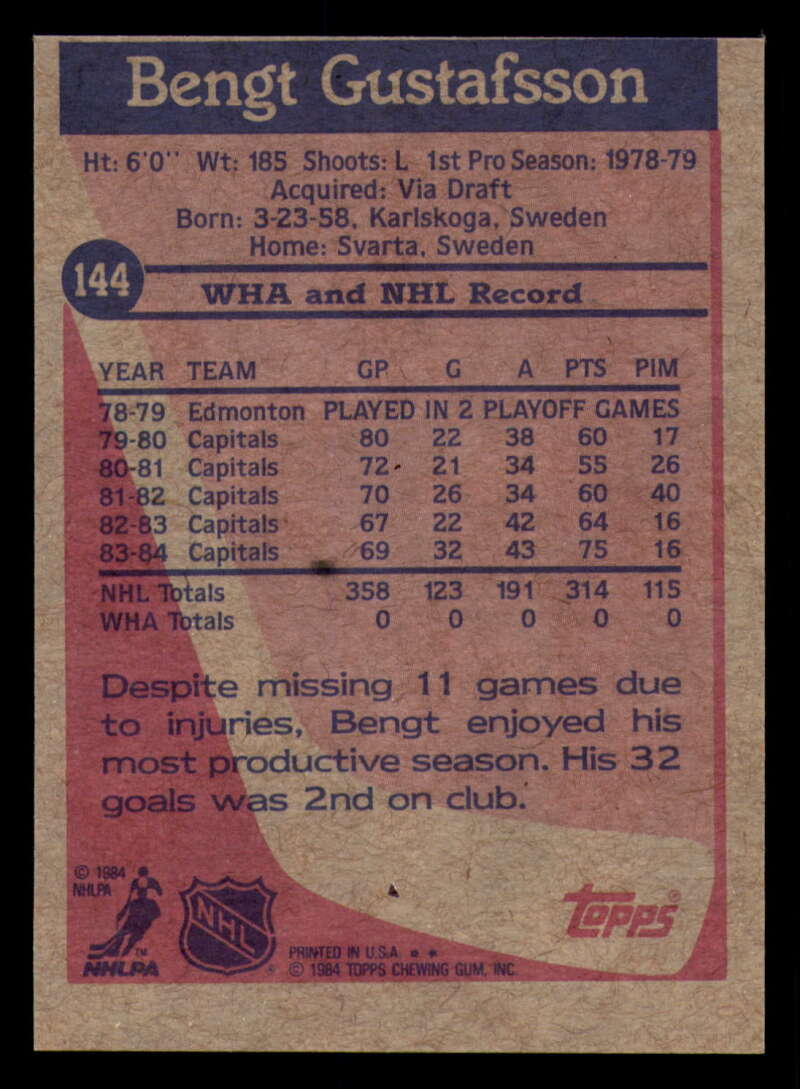 Bengt Gustafsson
Ht: 6'0'' Wt: 185 Shoots: L 1st Pro Season: 1978-79
Acquired: Via Draft
Born: 3-23-58, Karlskoga, Sweden
Home: Svarta, Sweden
144
WHA and NHL Record
YEAR TEAM GP G A PTS PIM
78-79 Edmonton PLAYED IN 2 PLAYOFF GAMES
79-80 Capitals 80 22 38 60 17
80-81 Capitals 72 21 34 55 26
81-82 Capitals 70 26 34 60 40
82-83 Capitals 67 22 42 64 16
83-84 Capitals 69 32 43 75 16
NHL Totals 358 123 191 314 115
WHA Totals 0 0 0 0 0
Despite missing 11 games due
to injuries, Bengt enjoyed his
most productive season. His 32
goals was 2nd on club.
© 1984
NHLPA
TM
NHLPA
NHL
®
PRINTED IN U.S.A. * *
© 1984 TOPPS CHEWING GUM, INC.
topps®